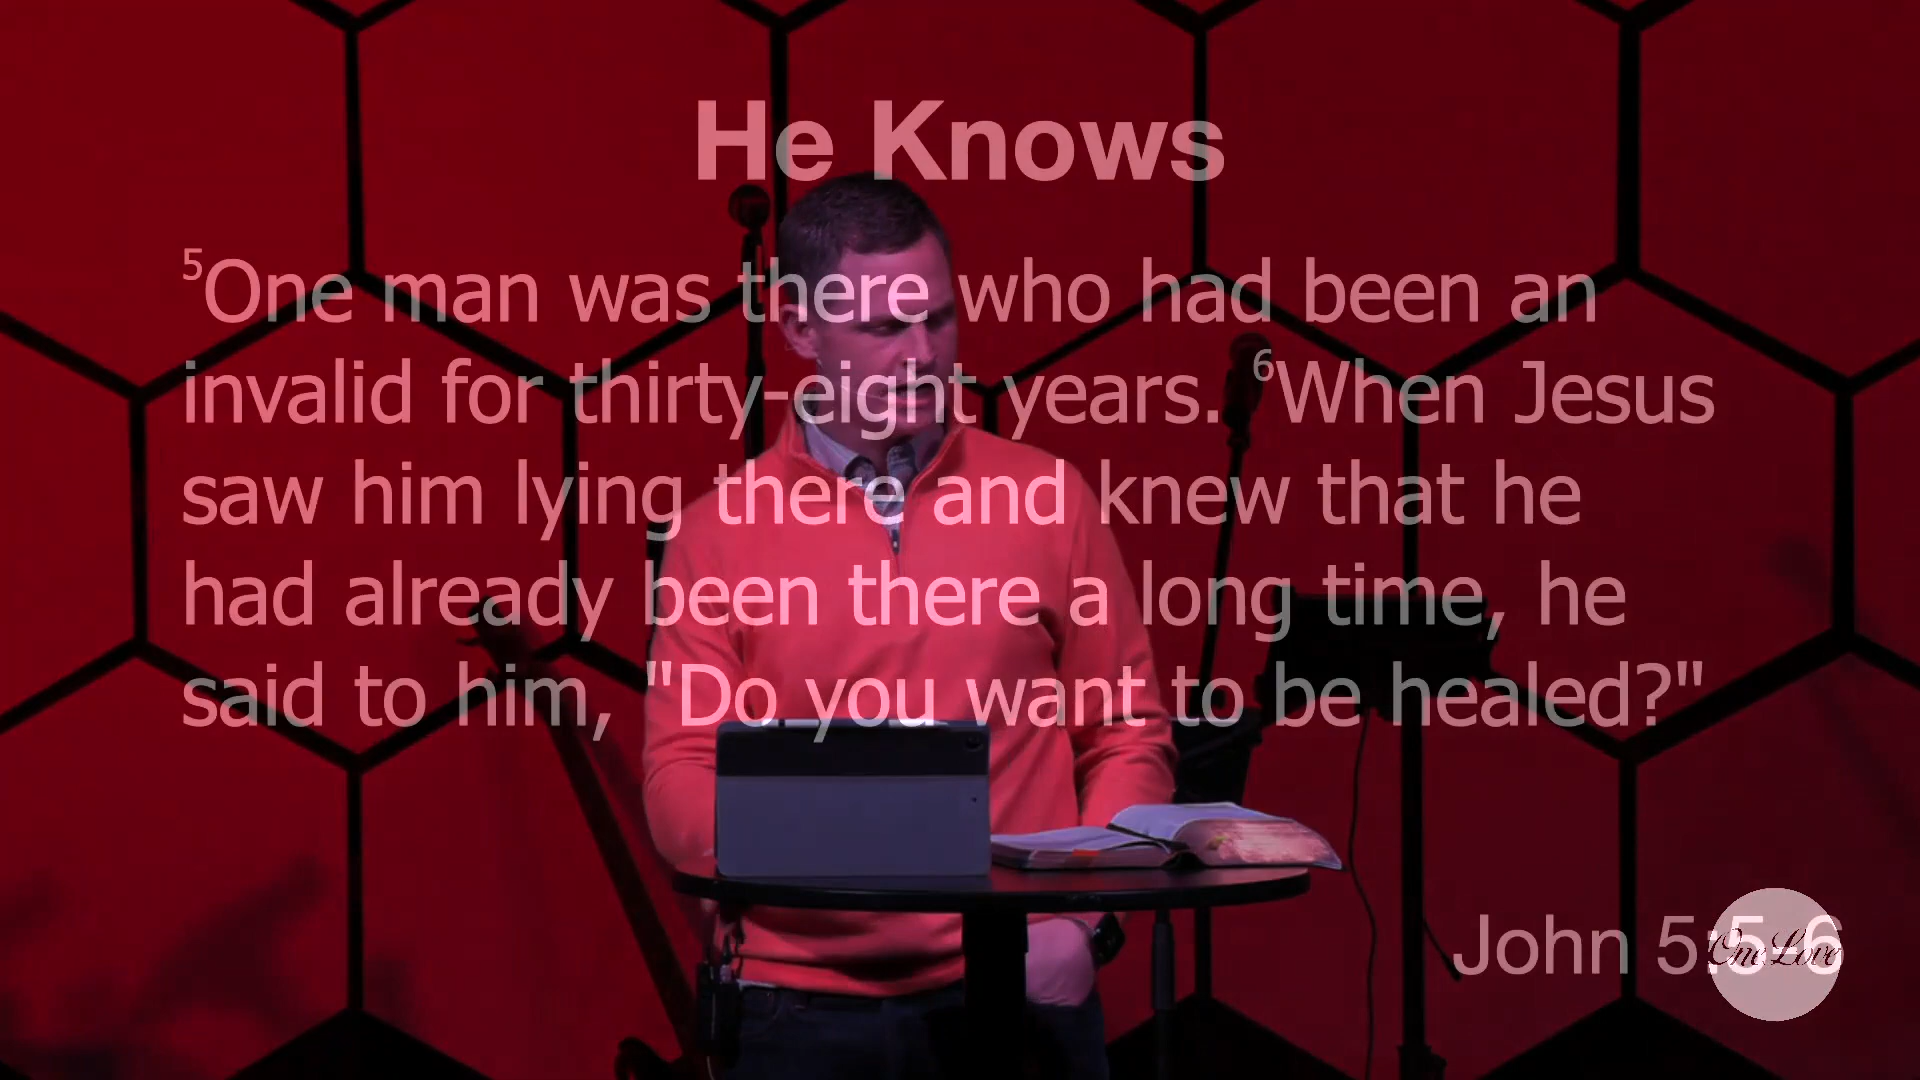 He Knows
⁵One man was there who had been an
invalid for thirty-eight years. ⁶When Jesus
saw him lying there and knew that he
had already been there a long time, he
said to him, "Do you want to be healed?"
John 5:5-6
One Love